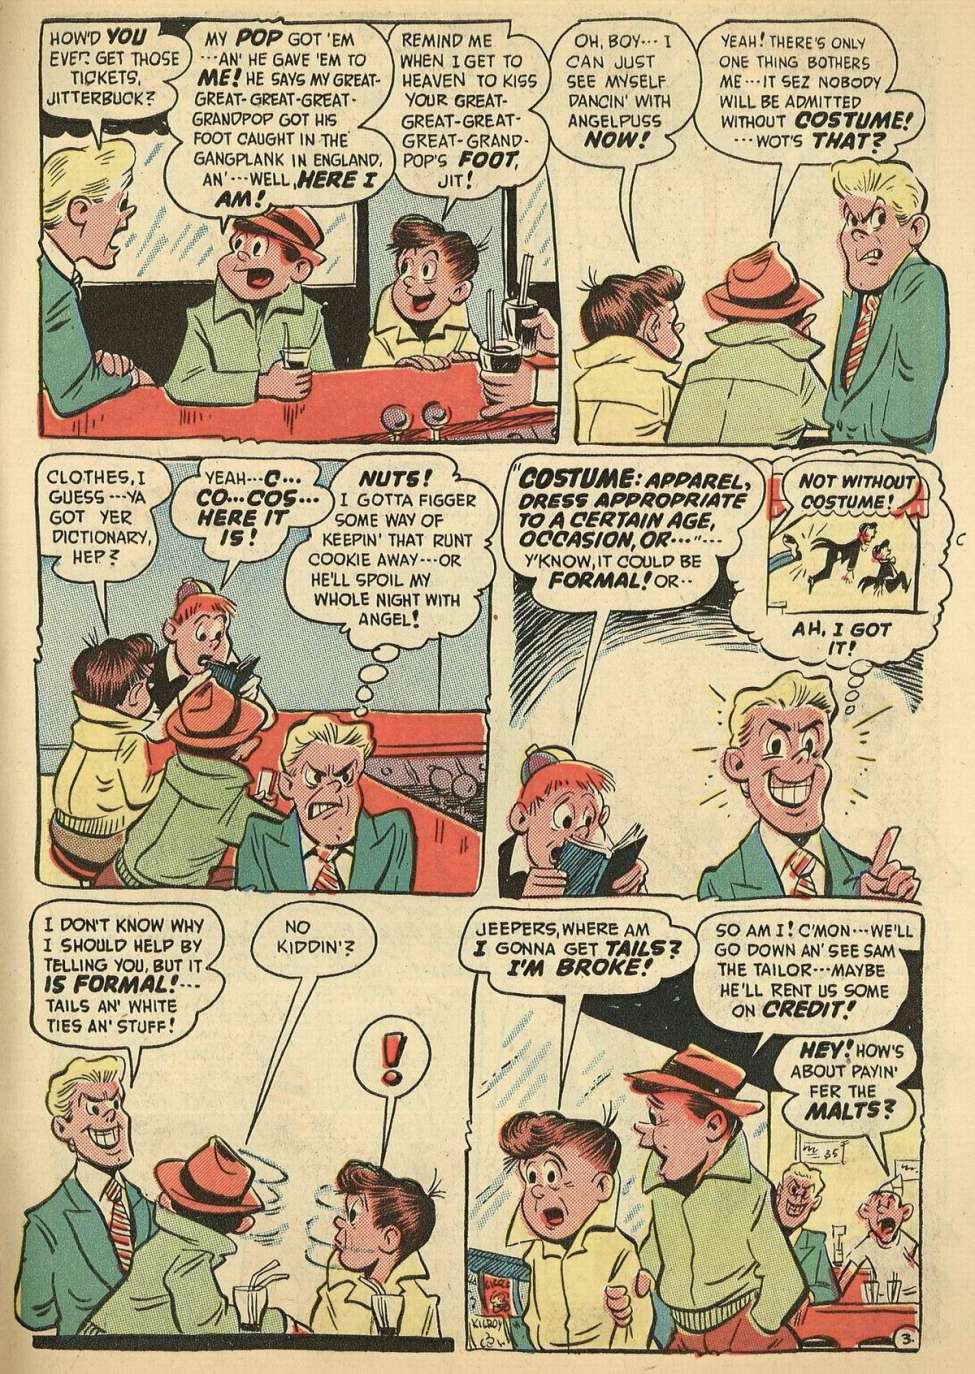 HOW'D YOU
EVER GET THOSE
TICKETS,
JITTERBUCK?
MY POP GOT 'EM
---AN' HE GAVE 'EM TO
ME! HE SAYS MY GREAT-
GREAT-GREAT-GREAT-
GRANDPOP GOT HIS
FOOT CAUGHT IN THE
GANGPLANK IN ENGLAND,
AN'---WELL, HERE I
AM!
REMIND ME
WHEN I GET TO
HEAVEN TO KISS
YOUR GREAT-
GREAT-GREAT-
GREAT-GRAND-
POP'S FOOT,
JIT!
OH, BOY--- I
CAN JUST
SEE MYSELF
DANCIN' WITH
ANGELPUSS
NOW!
YEAH! THERE'S ONLY
ONE THING BOTHERS
ME---IT SEZ NOBODY
WILL BE ADMITTED
WITHOUT COSTUME!
---WOT'S THAT?
CLOTHES, I
GUESS---YA
GOT YER
DICTIONARY,
HEP?
YEAH---C...
CO...COS...
HERE IT
IS!
NUTS!
I GOTTA FIGGER
SOME WAY OF
KEEPIN' THAT RUNT
COOKIE AWAY---OR
HE'LL SPOIL MY
WHOLE NIGHT WITH
ANGEL!
"COSTUME: APPAREL,
DRESS APPROPRIATE
TO A CERTAIN AGE,
OCCASION, OR..."---
Y'KNOW, IT COULD BE
FORMAL! OR--
NOT WITHOUT
COSTUME!
AH, I GOT
IT!
I DON'T KNOW WHY
I SHOULD HELP BY
TELLING YOU, BUT IT
IS FORMAL!---
TAILS AN' WHITE
TIES AN' STUFF!
NO
KIDDIN'?
!
JEEPERS, WHERE AM
I GONNA GET TAILS?
I'M BROKE!
SO AM I! C'MON---WE'LL
GO DOWN AN' SEE SAM
THE TAILOR---MAYBE
HE'LL RENT US SOME
ON CREDIT!
HEY! HOW'S
ABOUT PAYIN'
FER THE
MALTS?
35
KILROY
3